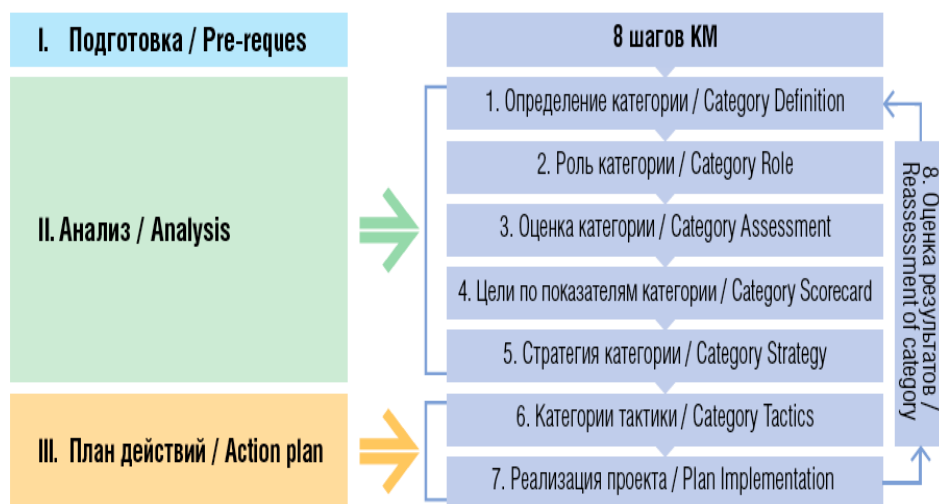 I. Подготовка / Pre-reques
II. Анализ / Analysis
III. План действий / Action plan
8 шагов КМ
1. Определение категории / Category Definition
2. Роль категории / Category Role
3. Оценка категории / Category Assessment
4. Цели по показателям категории / Category Scorecard
5. Стратегия категории / Category Strategy
6. Категории тактики / Category Tactics
7. Реализация проекта / Plan Implementation
8. Оценка результатов /
Reassessment of category